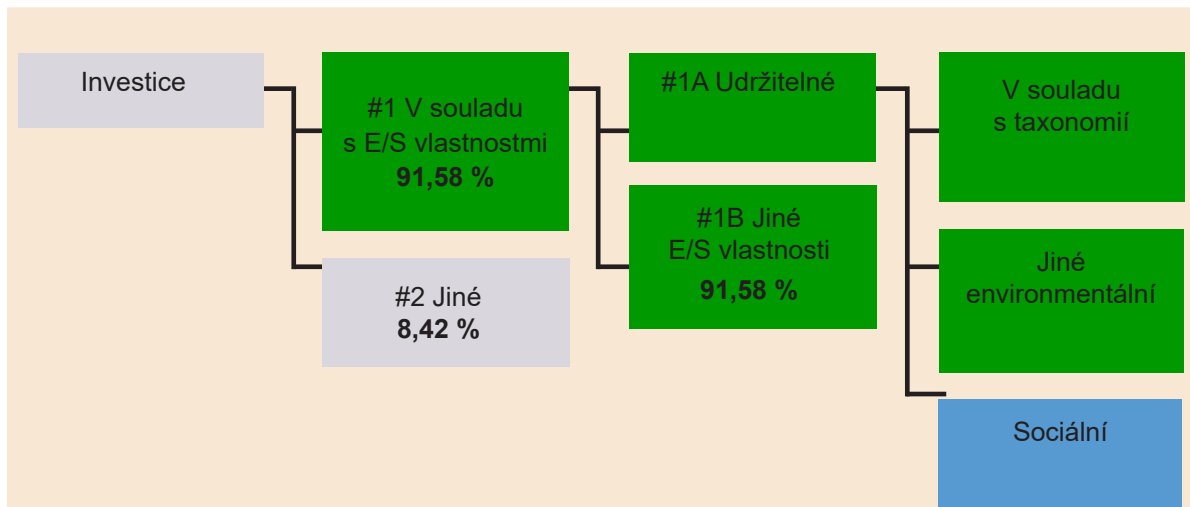 Investice
#1 V souladu
s E/S vlastnostmi
91,58 %
#2 Jiné
8,42 %
#1A Udržitelné
#1B Jiné
E/S vlastnosti
91,58 %
V souladu
s taxonomií
Jiné
environmentální
Sociální